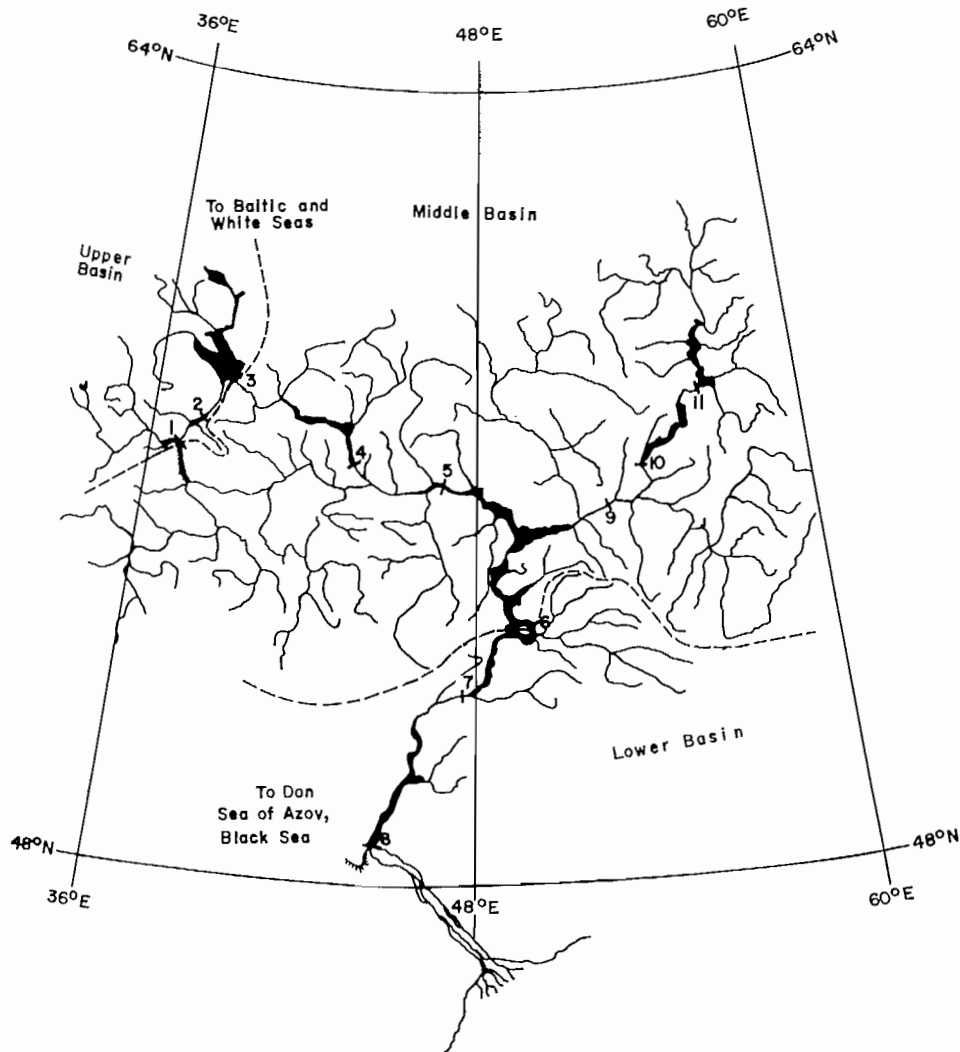 36°E
48°E
60°E
64°N
64°N
To Baltic and
White Seas
Middle Basin
Upper
Basin
3
2
1
11
4
10
5
9
6
7
Lower Basin
To Don
Sea of Azov,
Black Sea
8
48°N
48°N
36°E
48°E
60°E